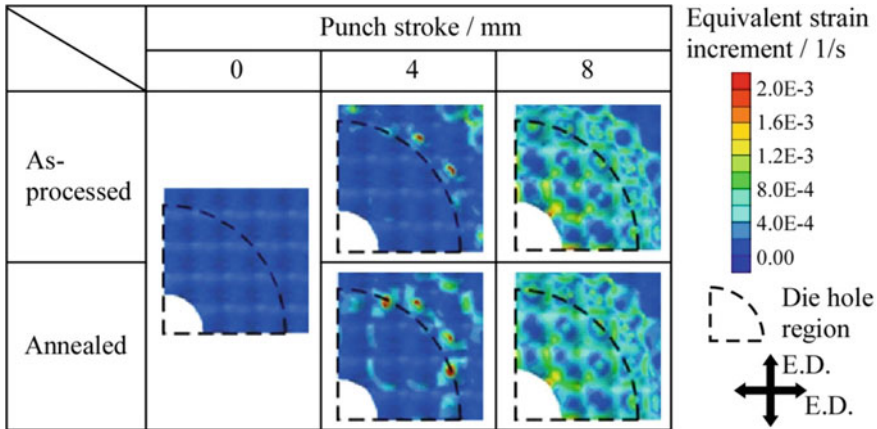 Punch stroke / mm
0
4
8
As-
processed
Annealed
Equivalent strain
increment / 1/s
2.0E-3
1.6E-3
1.2E-3
8.0E-4
4.0E-4
0.00
Die hole
region
E.D.
E.D.